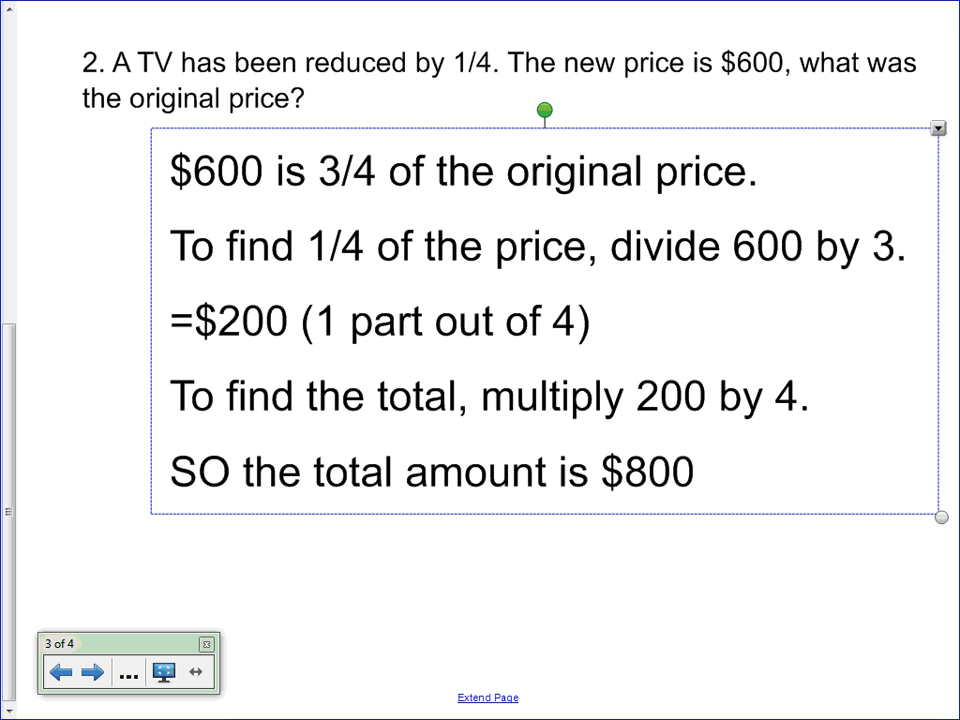 2. A TV has been reduced by 1/4. The new price is $600, what was
the original price?
$600 is 3/4 of the original price.
To find 1/4 of the price, divide 600 by 3.
=$200 (1 part out of 4)
To find the total, multiply 200 by 4.
SO the total amount is $800
3 of 4
...
Extend Page